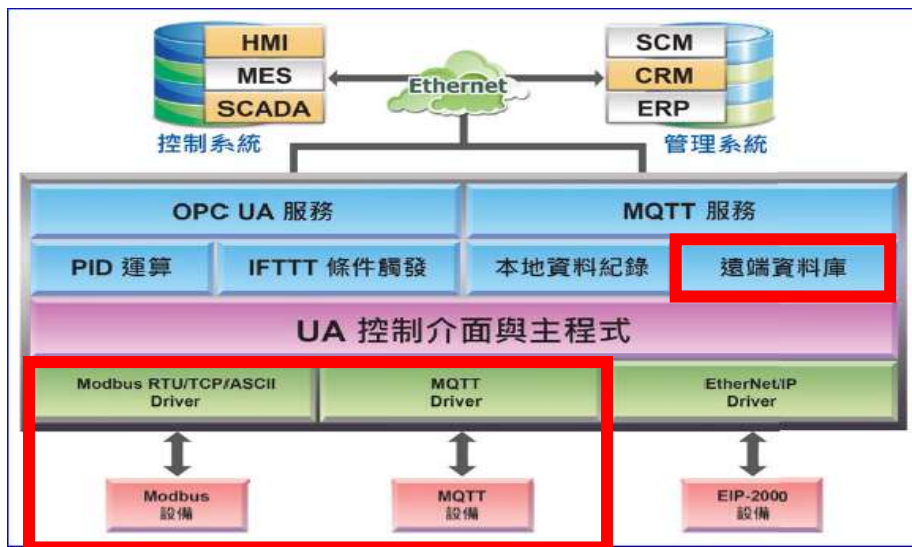 HMI
MES
SCADA
控制系統
Ethernet
SCM
CRM
ERP
管理系統
OPC UA 服務
MQTT 服務
PID 運算
IFTTT 條件觸發
本地資料紀錄
遠端資料庫
UA 控制介面與主程式
Modbus RTU/TCP/ASCII
Driver
MQTT
Driver
EtherNet/IP
Driver
Modbus
設備
MQTT
設備
EIP-2000
設備